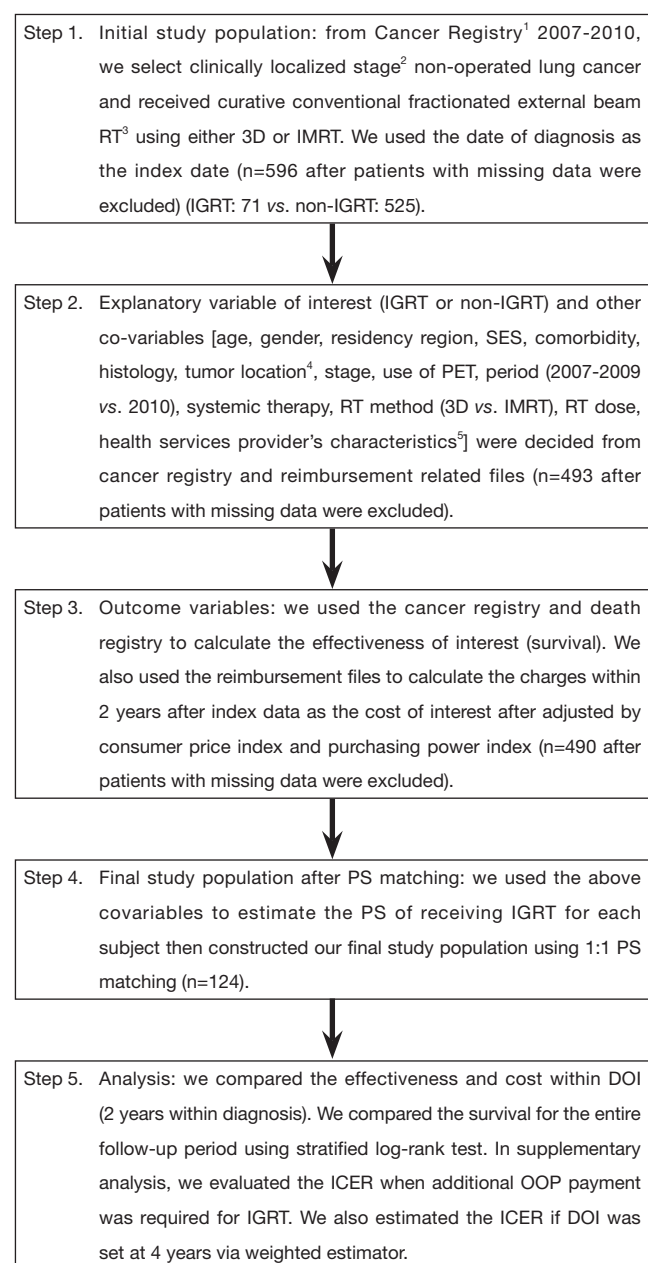 Step 1. Initial study population: from Cancer Registry1 2007-2010,
we select clinically localized stage2 non-operated lung cancer
and received curative conventional fractionated external beam
RT3 using either 3D or IMRT. We used the date of diagnosis as
the index date (n=596 after patients with missing data were
excluded) (IGRT: 71 vs. non-IGRT: 525).
Step 2. Explanatory variable of interest (IGRT or non-IGRT) and other
co-variables [age, gender, residency region, SES, comorbidity,
histology, tumor location4, stage, use of PET, period (2007-2009
vs. 2010), systemic therapy, RT method (3D vs. IMRT), RT dose,
health services provider’s characteristics5] were decided from
cancer registry and reimbursement related files (n=493 after
patients with missing data were excluded).
Step 3. Outcome variables: we used the cancer registry and death
registry to calculate the effectiveness of interest (survival). We
also used the reimbursement files to calculate the charges within
2 years after index data as the cost of interest after adjusted by
consumer price index and purchasing power index (n=490 after
patients with missing data were excluded).
Step 4. Final study population after PS matching: we used the above
covariables to estimate the PS of receiving IGRT for each
subject then constructed our final study population using 1:1 PS
matching (n=124).
Step 5. Analysis: we compared the effectiveness and cost within DOI
(2 years within diagnosis). We compared the survival for the entire
follow-up period using stratified log-rank test. In supplementary
analysis, we evaluated the ICER when additional OOP payment
was required for IGRT. We also estimated the ICER if DOI was
set at 4 years via weighted estimator.